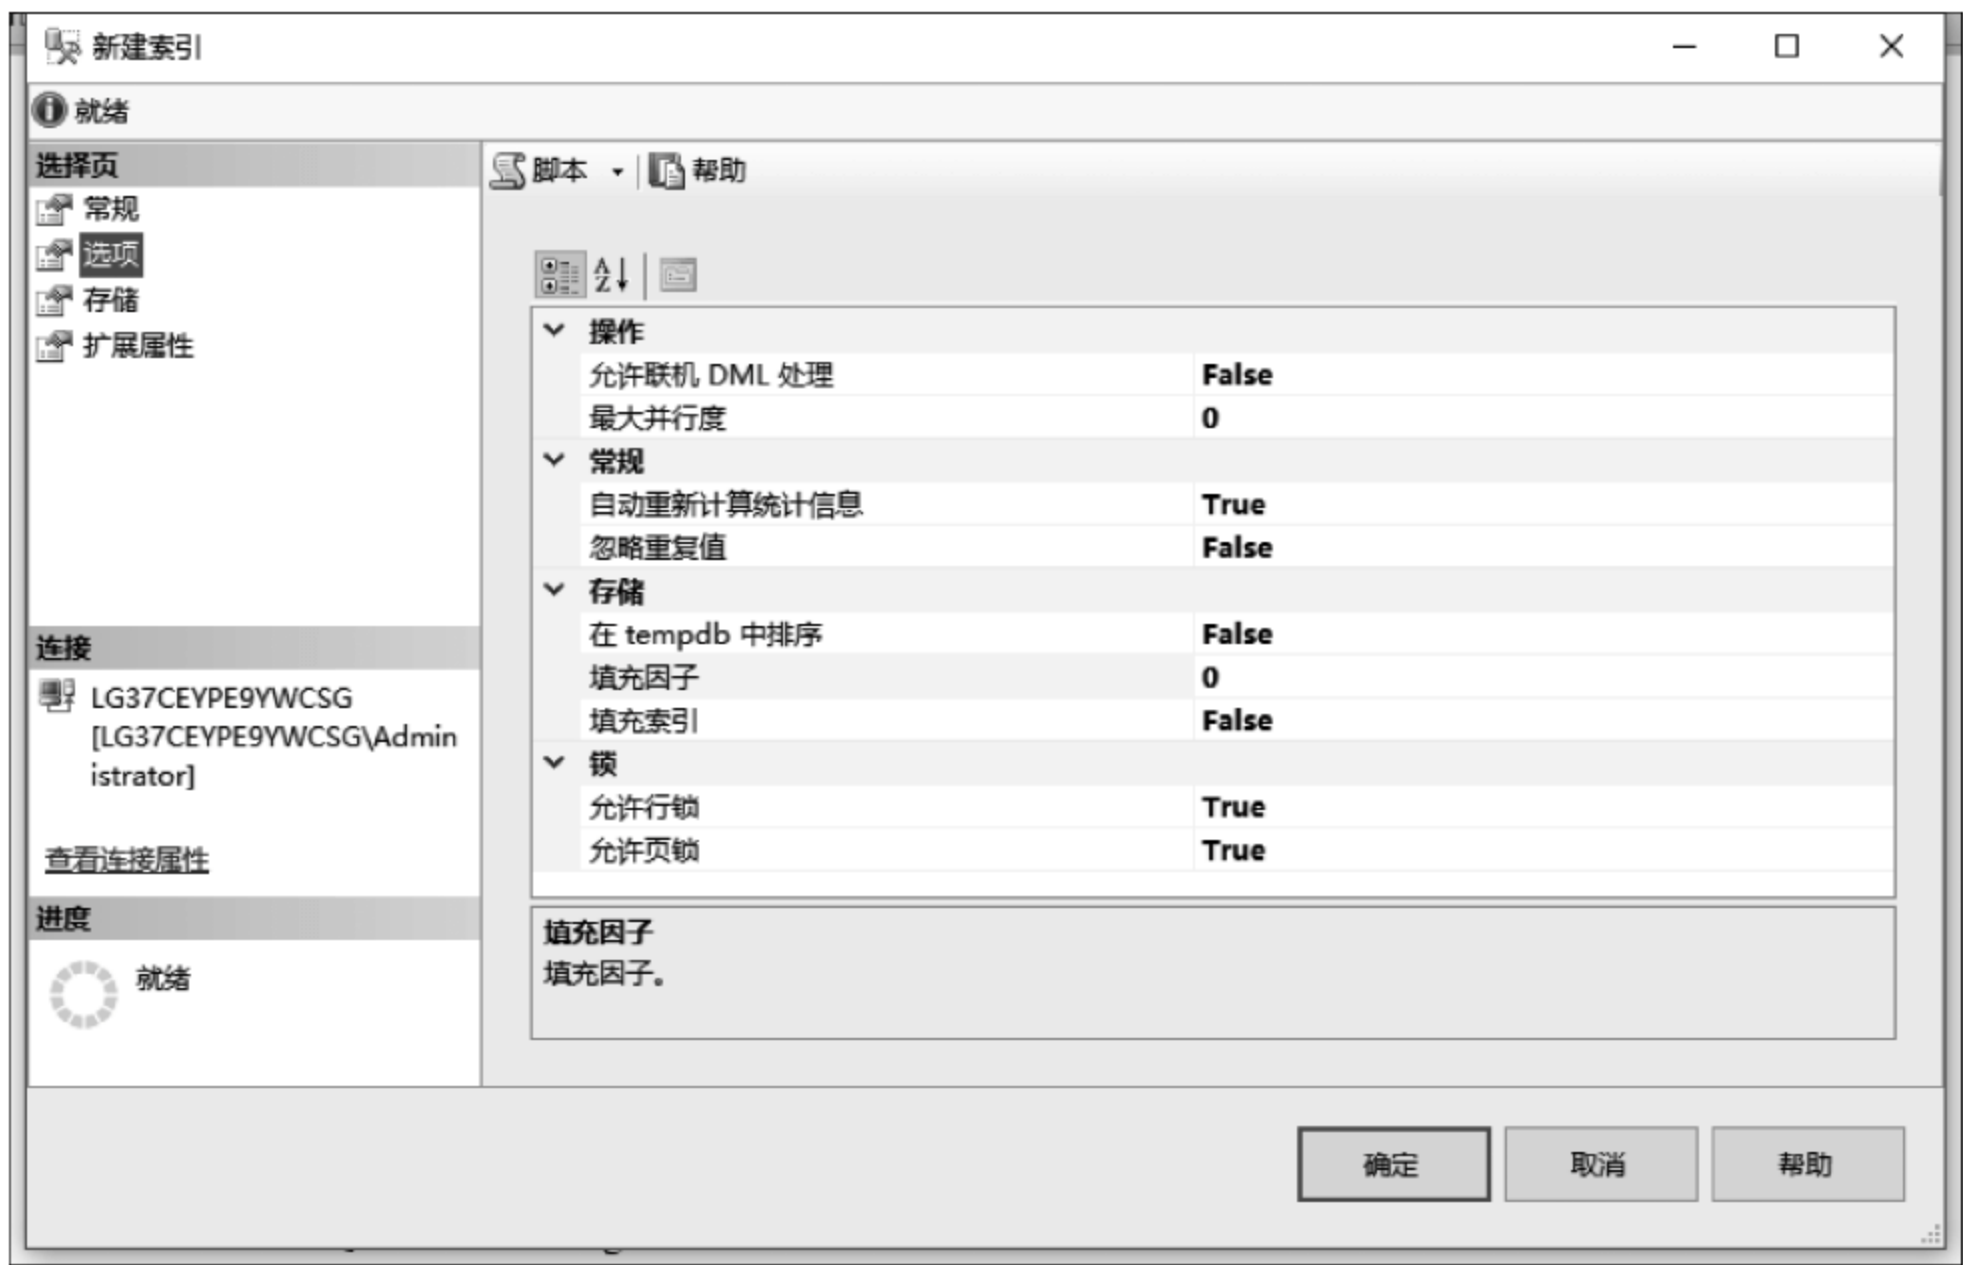 新建索引
就绪
选择页
常规
选项
存储
扩展属性
连接
LG37CEYPE9YWCSG
[LG37CEYPE9YWCSG\Admin
istrator]
查看连接属性
进度
就绪
脚本 帮助
操作
允许联机 DML 处理 False
最大并行度 0
常规
自动重新计算统计信息 True
忽略重复值 False
存储
在 tempdb 中排序 False
填充因子 0
填充索引 False
锁
允许行锁 True
允许页锁 True
填充因子
填充因子。
确定 取消 帮助